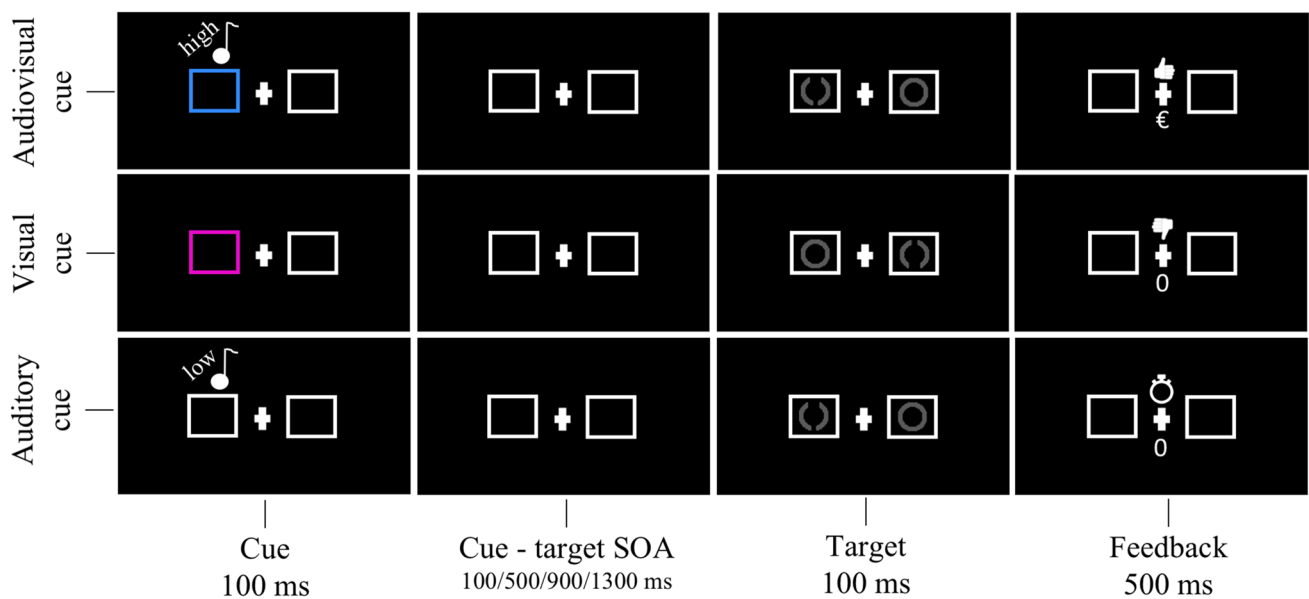 Audiovisual
cue
high
€
Visual
cue
0
Auditory
cue
low
0
Cue
100 ms
Cue - target SOA
100/500/900/1300 ms
Target
100 ms
Feedback
500 ms